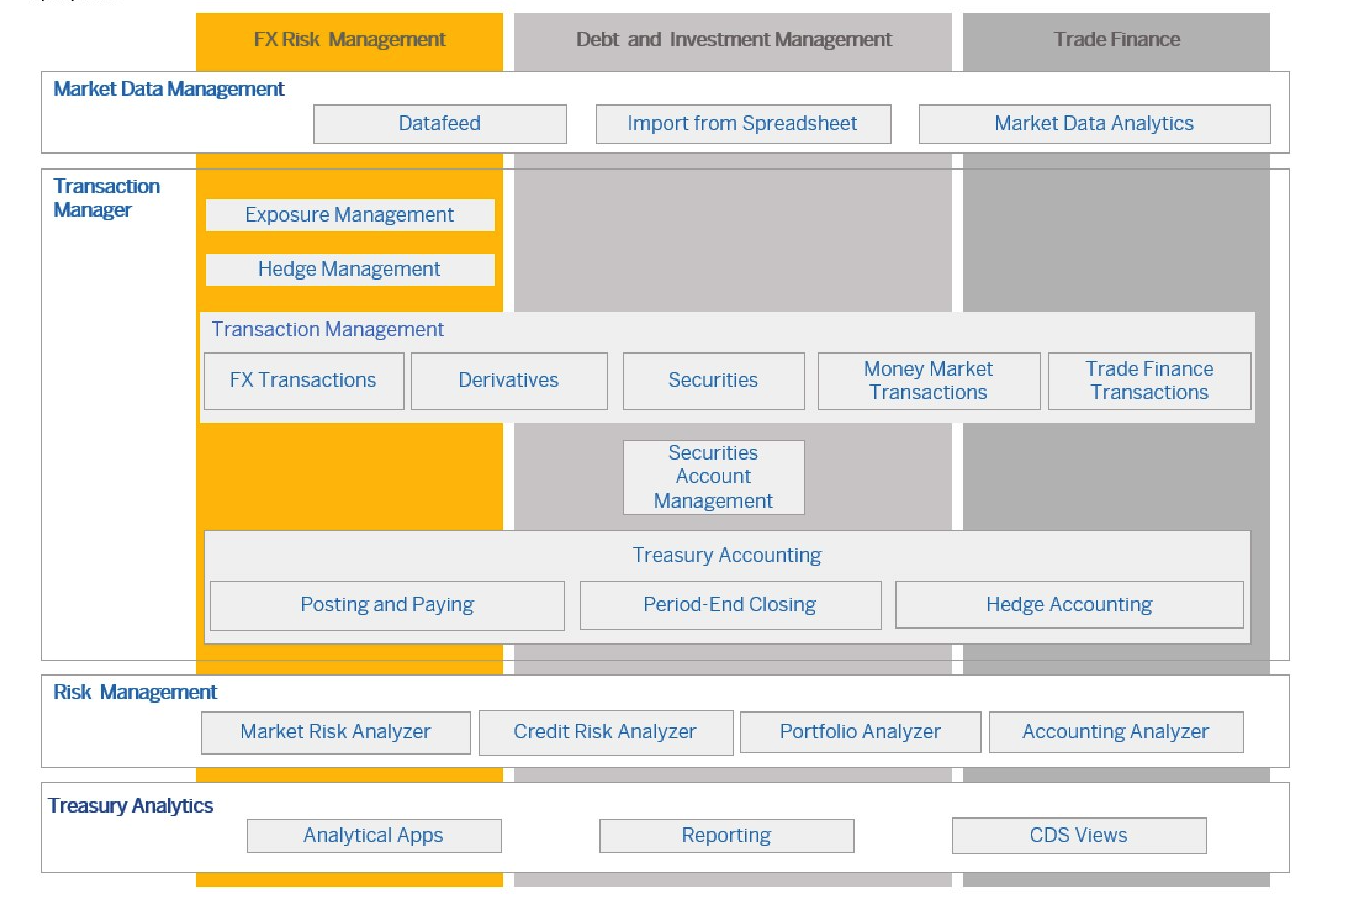 FX Risk Management
Debt and Investment Management
Trade Finance
Market Data Management
Datafeed
Import from Spreadsheet
Market Data Analytics
Transaction
Manager
Exposure Management
Hedge Management
Transaction Management
FX Transactions
Derivatives
Securities
Money Market
Transactions
Trade Finance
Transactions
Securities
Account
Management
Treasury Accounting
Posting and Paying
Period-End Closing
Hedge Accounting
Risk Management
Market Risk Analyzer
Credit Risk Analyzer
Portfolio Analyzer
Accounting Analyzer
Treasury Analytics
Analytical Apps
Reporting
CDS Views